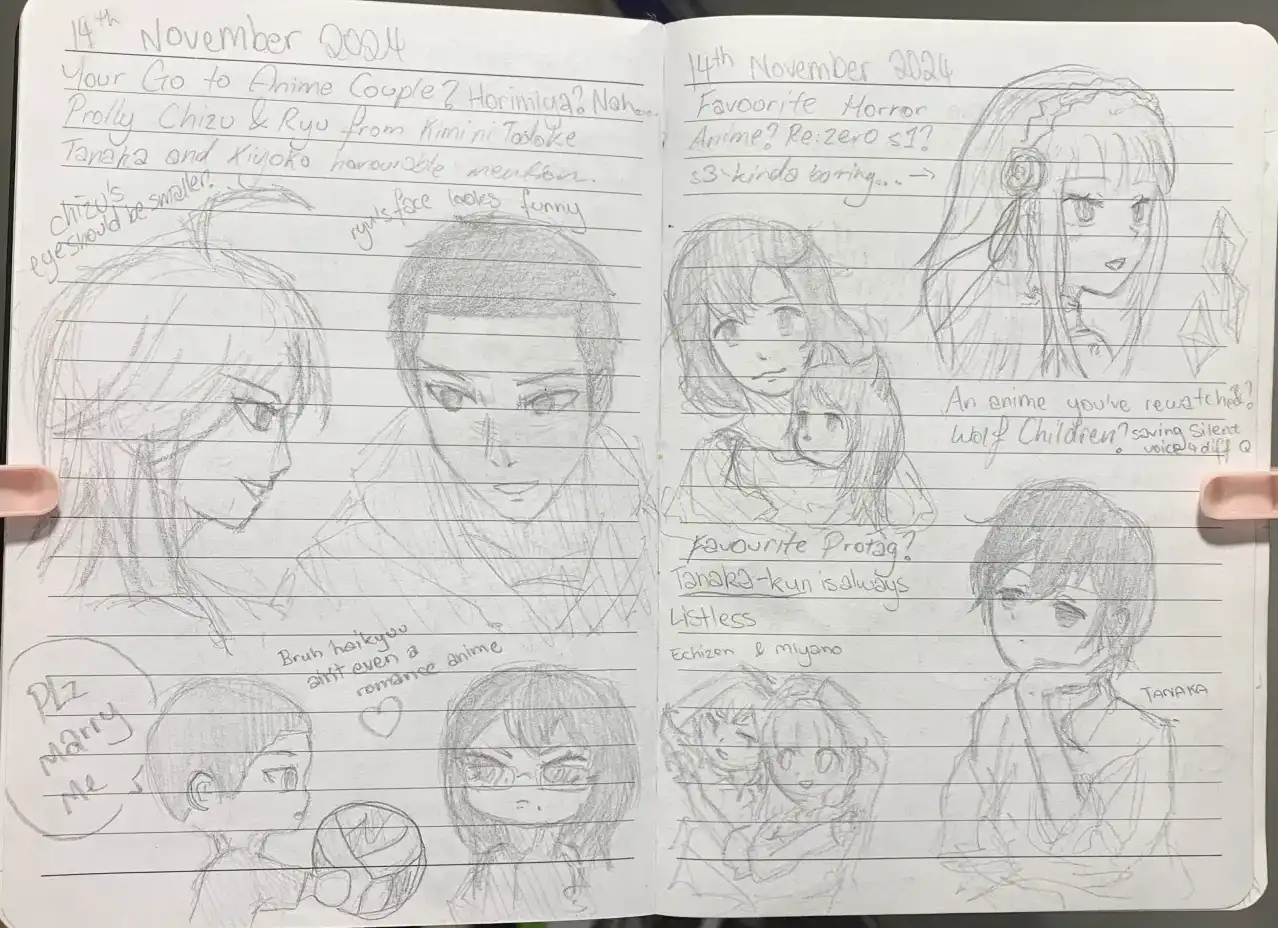 14th November 2024
Your Go to Anime Couple? Horimiya? Nah...
Prolly Chizu & Ryu from Kimi ni Todoke
Tanaka and Kiyoko honourable mention.
chizu's
eye should be smaller.
ryu's face looks funny
Bruh haikyuu
ain't even a
romance anime
Plz
Marry
Me
14th November 2024
Favourite Horror
Anime? Re:zero s1?
s3 kinda boring... →
An anime you've rewatched?
Wolf Children? saving Silent
voice 4 diff Q
Favourite Protag?
Tanaka-kun is always
Listless
Echizen & Miyano
TANAKA